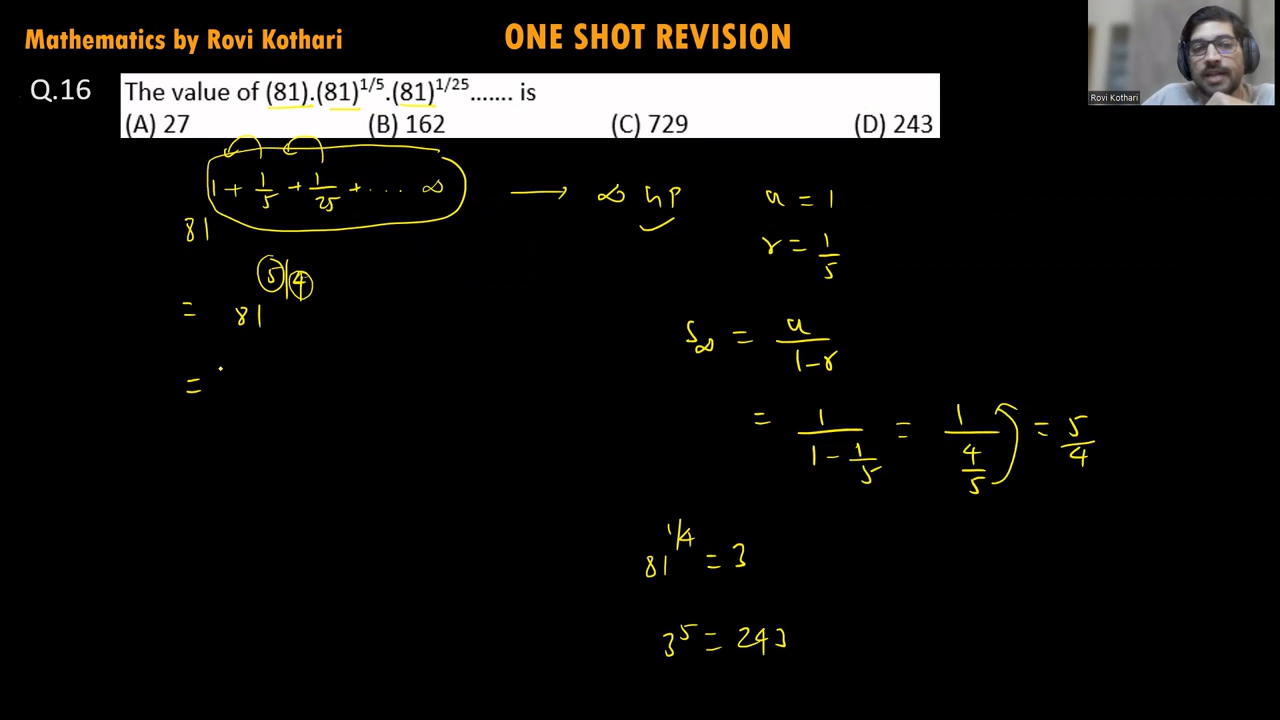 Mathematics by Rovi Kothari
ONE SHOT REVISION
Rovi Kothari
Q.16
The value of (81).(81)^1/5.(81)^1/25....... is
(A) 27 (B) 162 (C) 729 (D) 243
81^(1 + 1/5 + 1/25 + .... ∞) → ∞ GP
a = 1
r = 1/5
= 81^5/4
S∞ = a/(1-r)
=
= 1/(1 - 1/5) = 1/(4/5) = 5/4
81^1/4 = 3
3^5 = 243